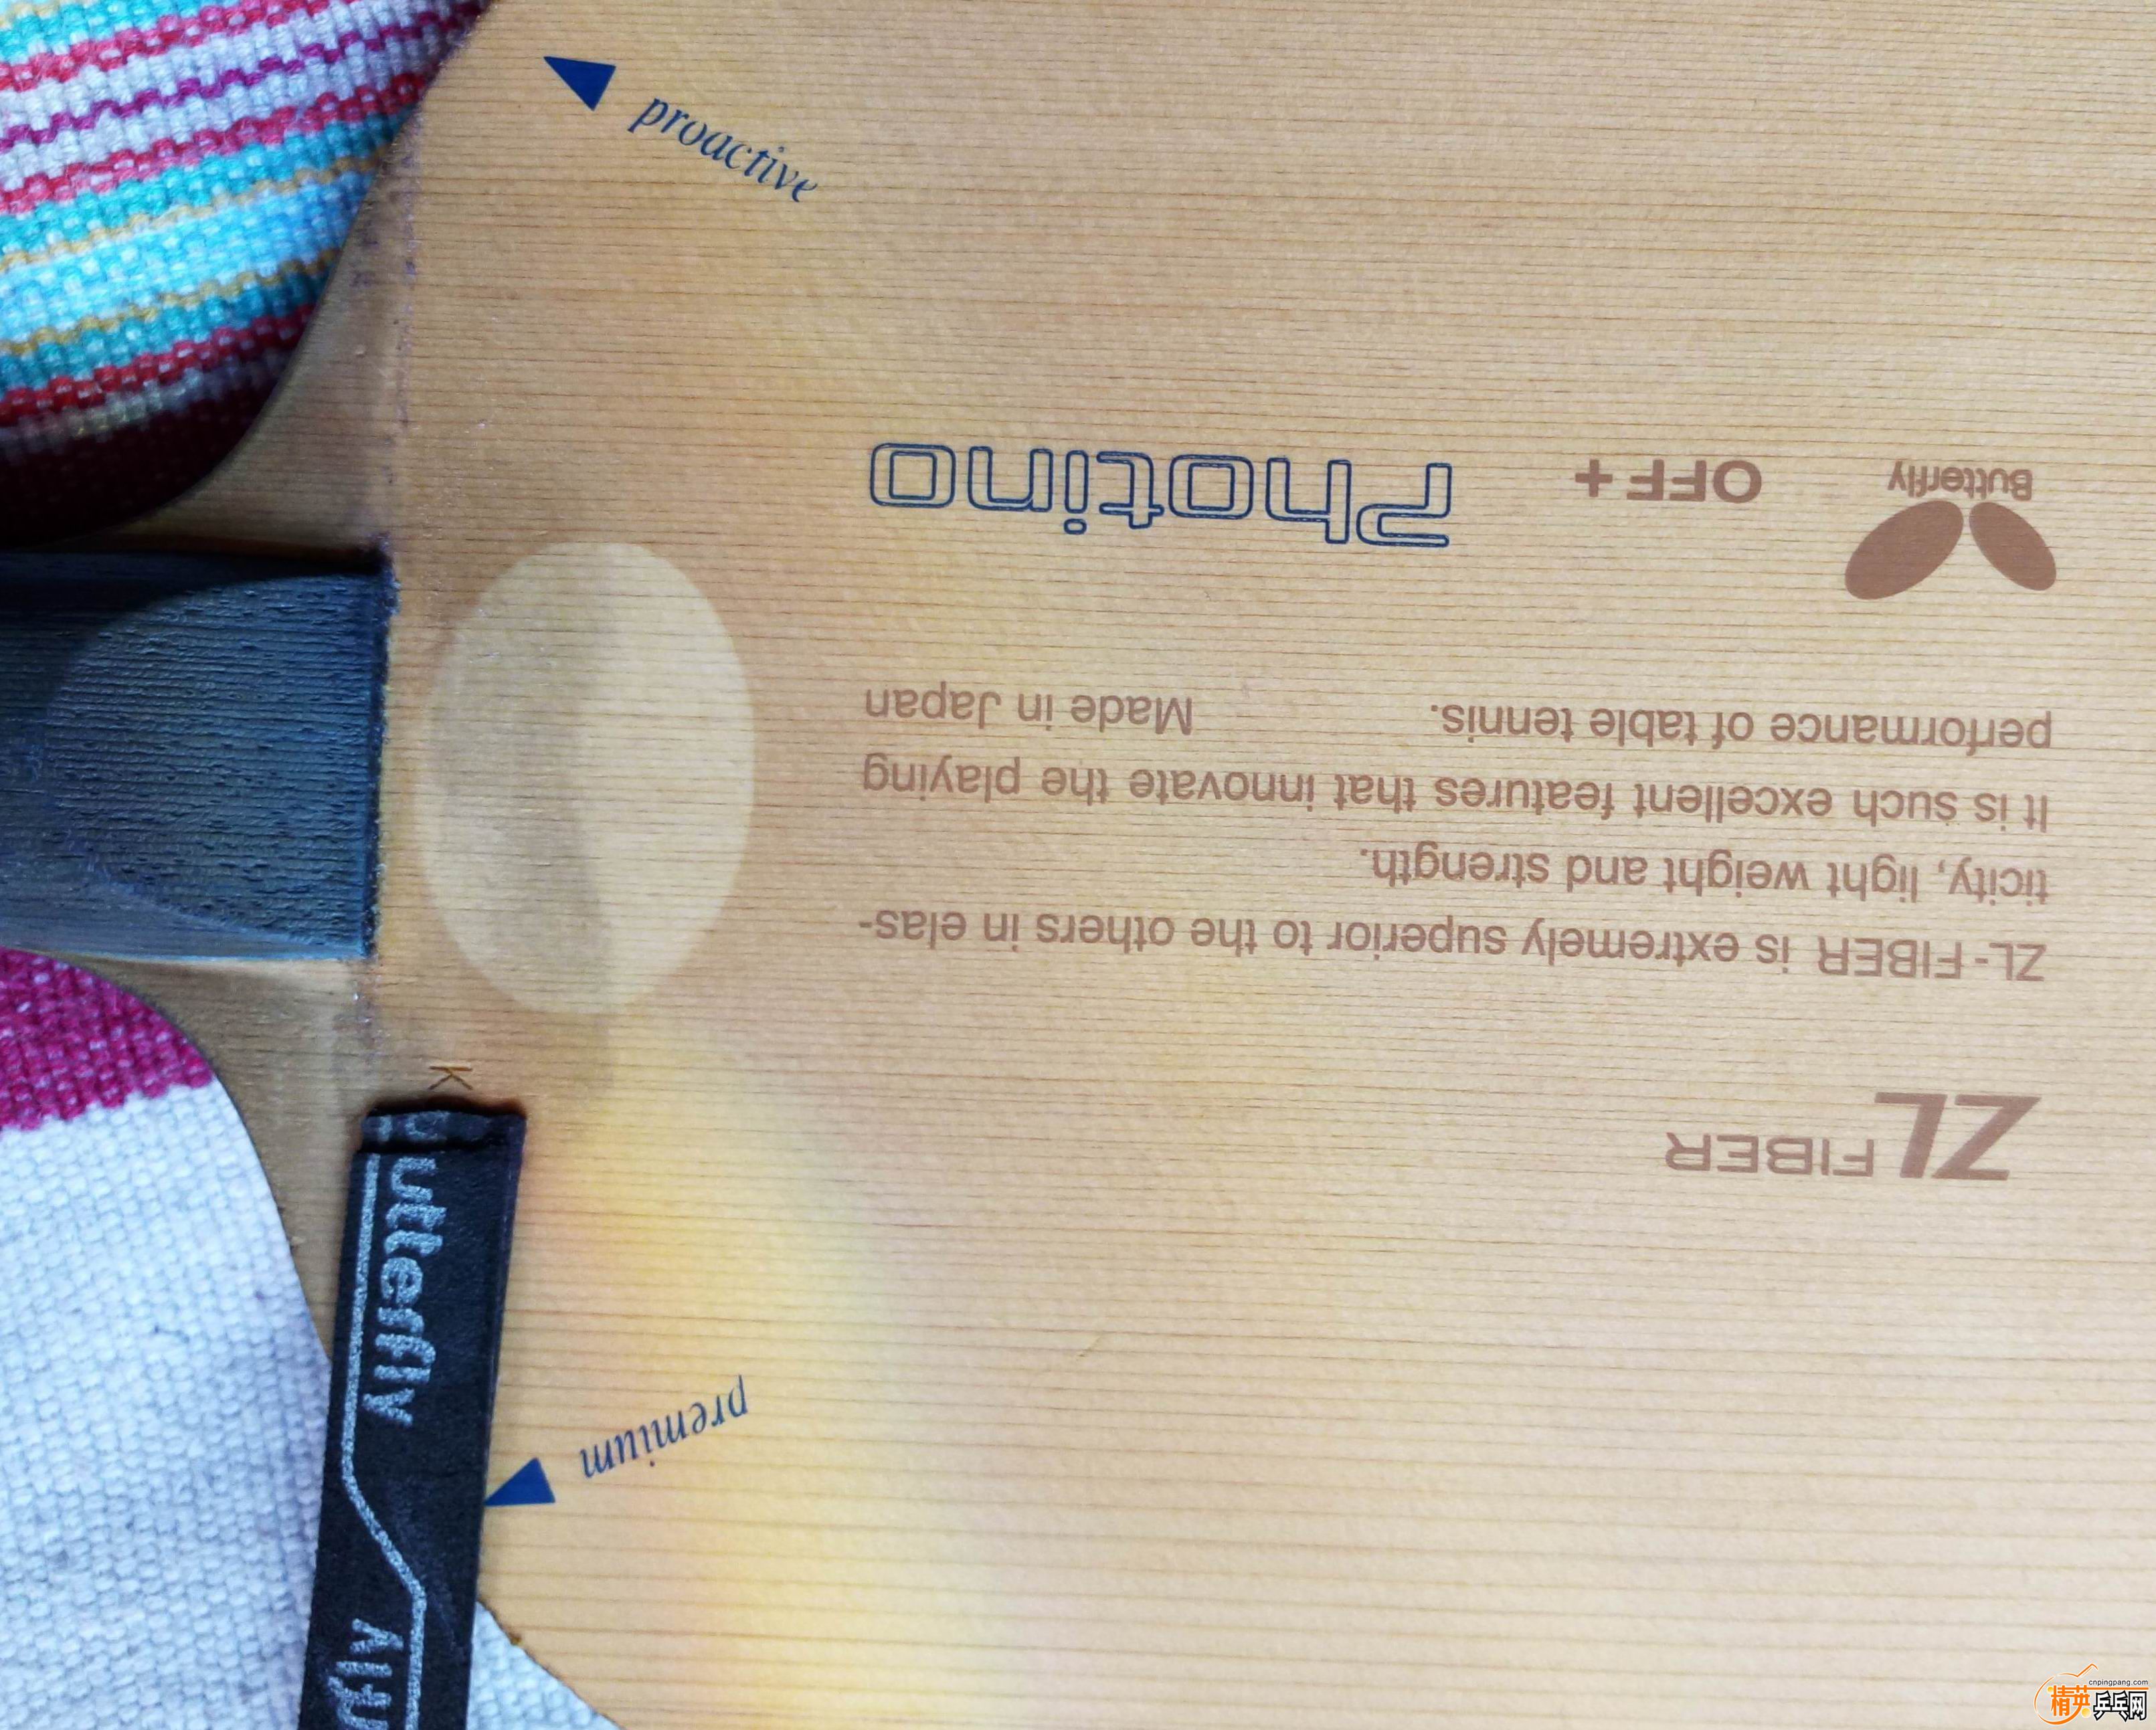 ZL FIBER
ZL-FIBER is extremely superior to the others in elas-
ticity, light weight and strength.
It is such excellent features that innovate the playing
performance of table tennis. Made in Japan
Butterfly OFF+ Photino
premium
proactive
K
Butterfly
cnpingpang.com
精英乒乓网